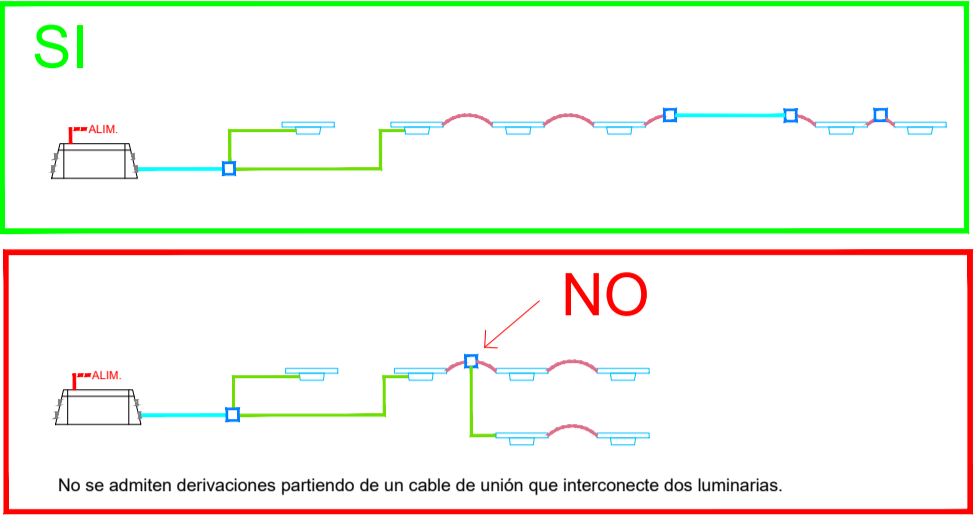 SI
ALIM.
NO
ALIM.
No se admiten derivaciones partiendo de un cable de unión que interconecte dos luminarias.